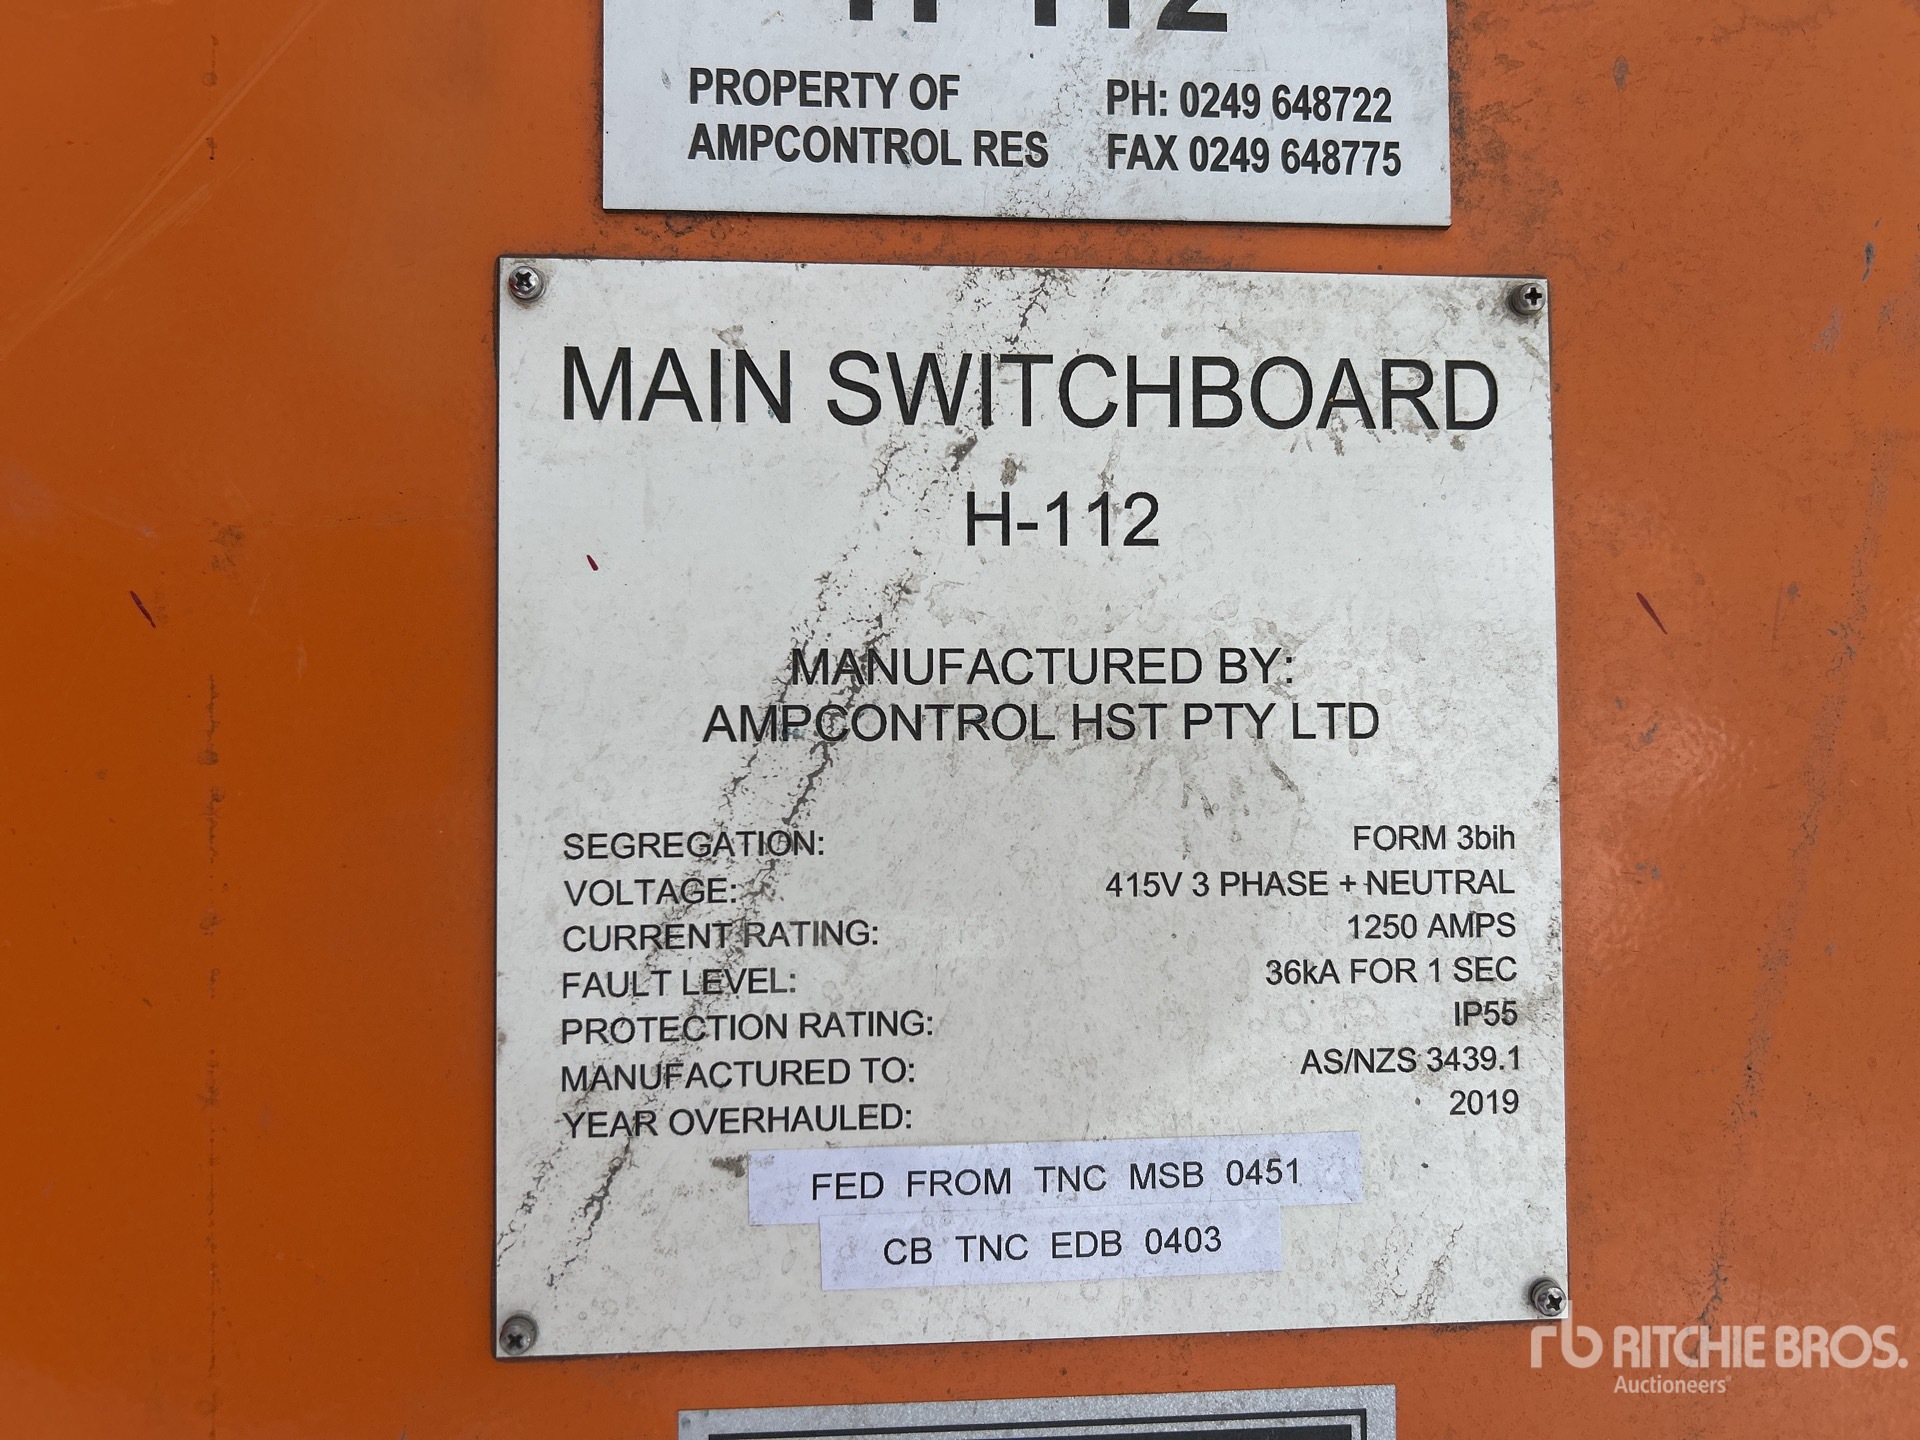 H-112
PROPERTY OF
AMPCONTROL RES
PH: 0249 648722
FAX 0249 648775
MAIN SWITCHBOARD
H-112
MANUFACTURED BY:
AMPCONTROL HST PTY LTD
SEGREGATION: FORM 3bih
VOLTAGE: 415V 3 PHASE + NEUTRAL
CURRENT RATING: 1250 AMPS
FAULT LEVEL: 36kA FOR 1 SEC
PROTECTION RATING: IP55
MANUFACTURED TO: AS/NZS 3439.1
YEAR OVERHAULED: 2019
FED FROM TNC MSB 0451
CB TNC EDB 0403
rb RITCHIE BROS.
Auctioneers